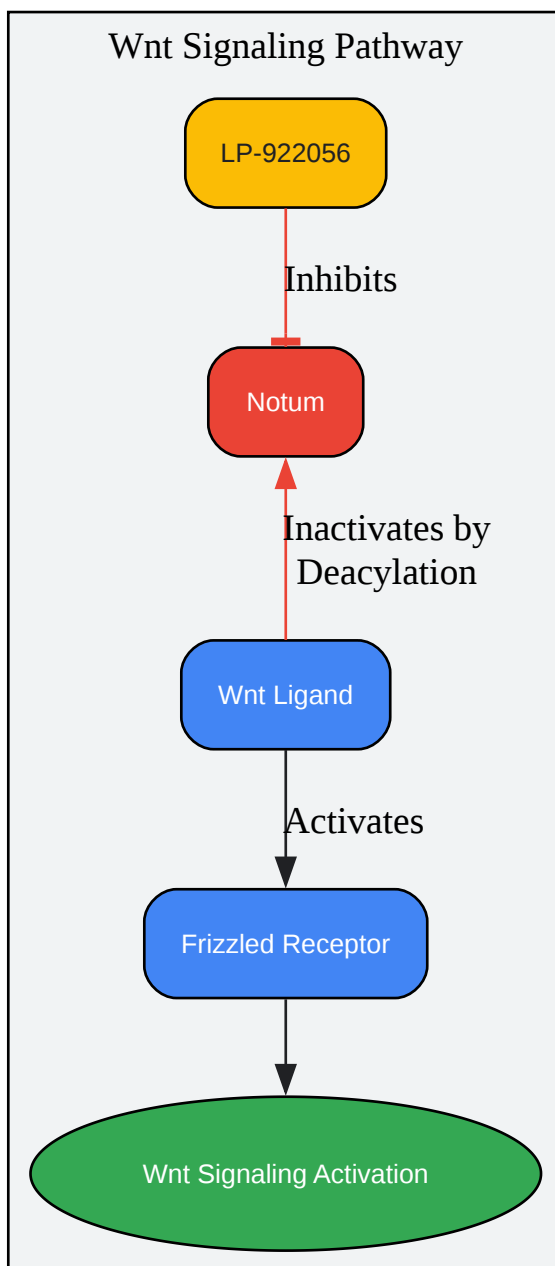 Wnt Signaling Pathway
LP-922056
Inhibits
Notum
Inactivates by
Deacylation
Wnt Ligand
Activates
Frizzled Receptor
Wnt Signaling Activation